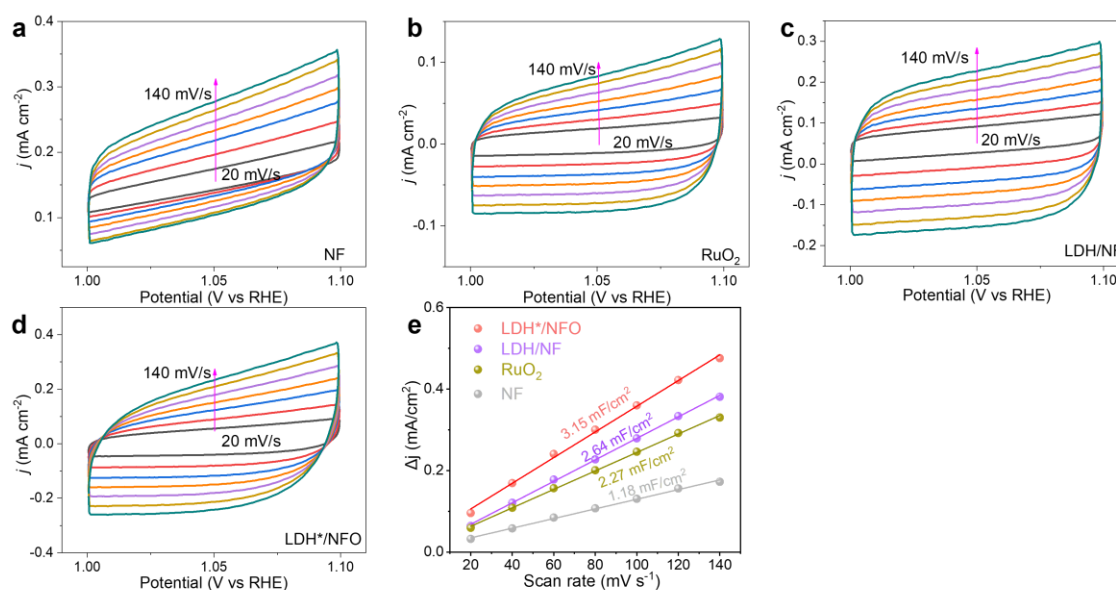 a
0.4
0.3
0.2
0.1
j (mA cm⁻²)
140 mV/s
20 mV/s
NF
1.00
1.05
1.10
Potential (V vs RHE)
b
0.1
0.0
-0.1
j (mA cm⁻²)
140 mV/s
20 mV/s
RuO₂
1.00
1.05
1.10
Potential (V vs RHE)
c
0.3
0.2
0.1
0.0
-0.1
-0.2
j (mA cm⁻²)
140 mV/s
20 mV/s
LDH/NF
1.00
1.05
1.10
Potential (V vs RHE)
d
0.4
0.2
0.0
-0.2
-0.4
j (mA cm⁻²)
140 mV/s
20 mV/s
LDH*/NFO
1.00
1.05
1.10
Potential (V vs RHE)
e
0.6
0.4
0.2
0.0
Δj (mA/cm²)
LDH*/NFO
LDH/NF
RuO₂
NF
3.15 mF/cm²
2.64 mF/cm²
2.27 mF/cm²
1.18 mF/cm²
20 40 60 80 100 120 140
Scan rate (mV s⁻¹)